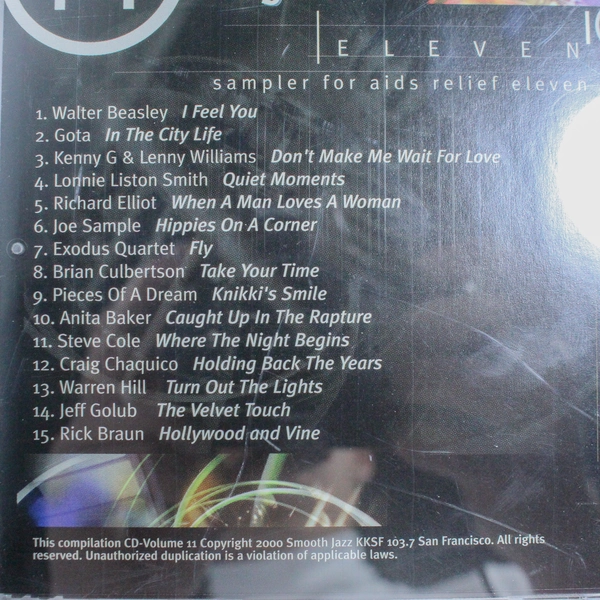 ELEVEN
sampler for aids relief eleven
1. Walter Beasley I Feel You
2. Gota In The City Life
3. Kenny G & Lenny Williams Don't Make Me Wait For Love
4. Lonnie Liston Smith Quiet Moments
5. Richard Elliot When A Man Loves A Woman
6. Joe Sample Hippies On A Corner
7. Exodus Quartet Fly
8. Brian Culbertson Take Your Time
9. Pieces Of A Dream Knikki's Smile
10. Anita Baker Caught Up In The Rapture
11. Steve Cole Where The Night Begins
12. Craig Chaquico Holding Back The Years
13. Warren Hill Turn Out The Lights
14. Jeff Golub The Velvet Touch
15. Rick Braun Hollywood and Vine
This compilation CD-Volume 11 Copyright 2000 Smooth Jazz KKSF 103.7 San Francisco. All rights
reserved. Unauthorized duplication is a violation of applicable laws.